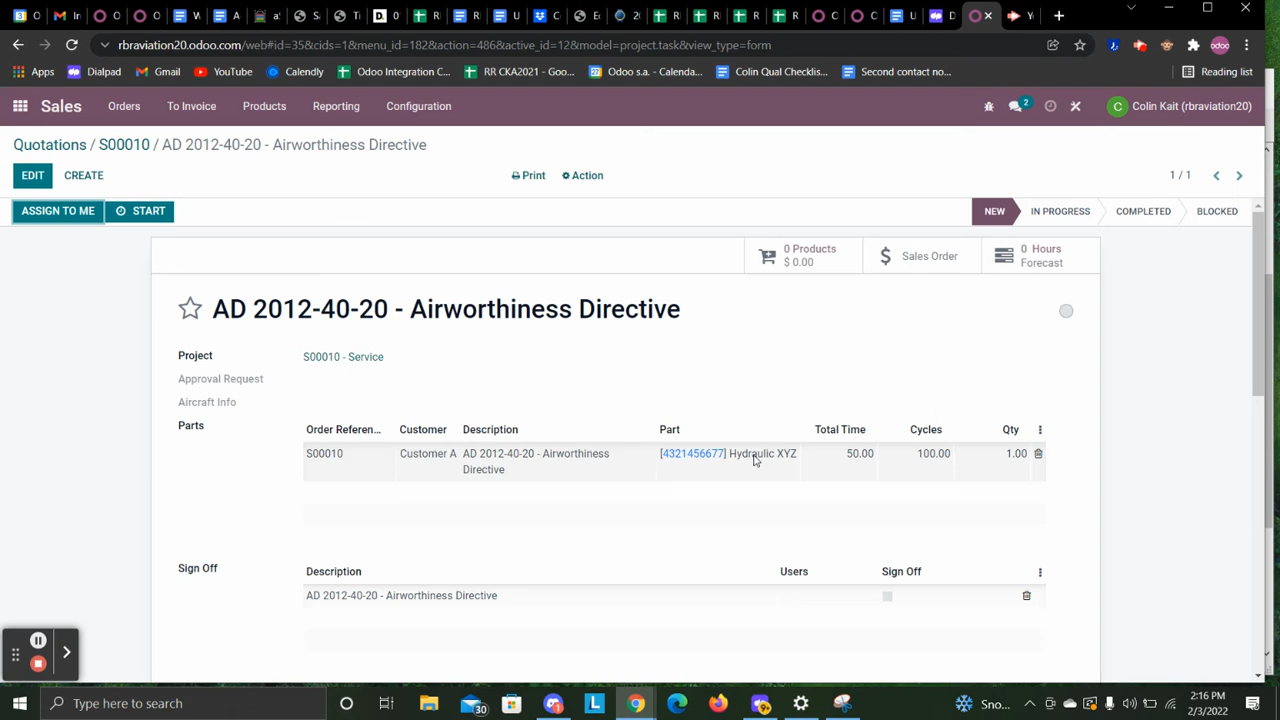 rbraviation20.odoo.com/web#id=35&cids=1&menu_id=182&action=486&active_id=12&model=project.task&view_type=form
Apps Dialpad Gmail YouTube Calendly Odoo Integration C... RR CKA2021 - Goo... Odoo s.a. - Calenda... Colin Qual Checklis... Second contact no... Reading list
Sales Orders To Invoice Products Reporting Configuration 2 C Colin Kait (rbraviation20)
Quotations / S00010 / AD 2012-40-20 - Airworthiness Directive
EDIT CREATE Print Action 1 / 1
ASSIGN TO ME START NEW IN PROGRESS COMPLETED BLOCKED
0 Products
$ 0.00
$ Sales Order
0 Hours
Forecast
AD 2012-40-20 - Airworthiness Directive
Project S00010 - Service
Approval Request
Aircraft Info
Parts
Order Referen... Customer Description Part Total Time Cycles Qty
S00010 Customer A AD 2012-40-20 - Airworthiness Directive [4321456677] Hydraulic XYZ 50.00 100.00 1.00
Sign Off
Description Users Sign Off
AD 2012-40-20 - Airworthiness Directive
Type here to search 30 L Sno... 2:16 PM
2/3/2022